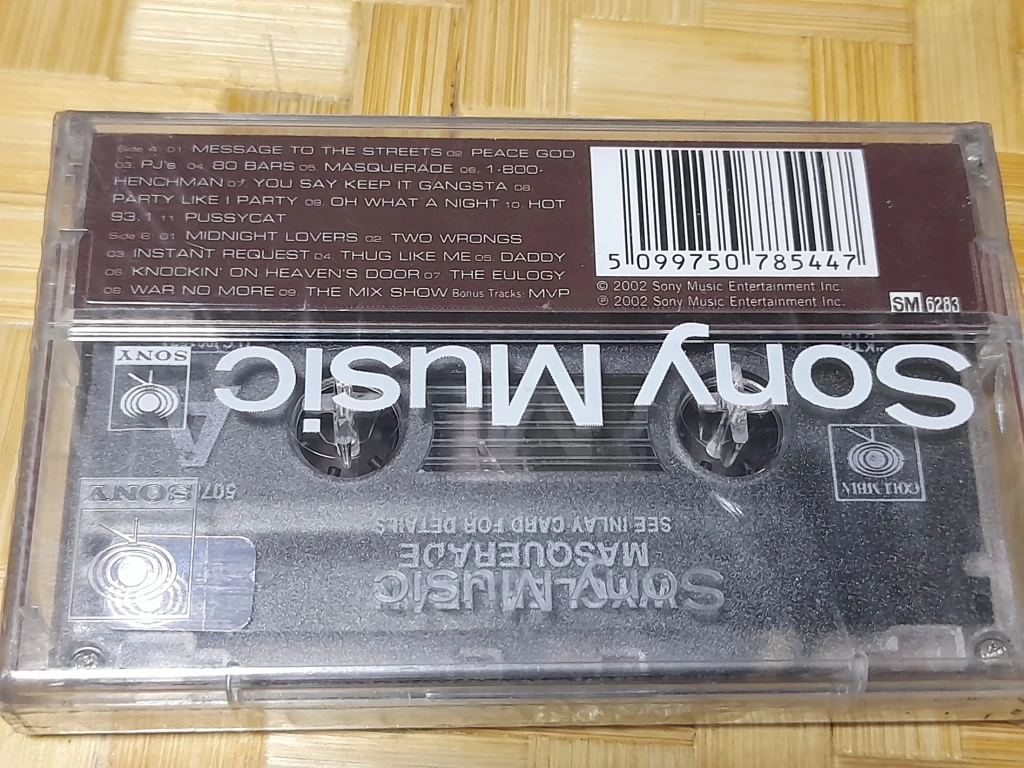 Side A 01 MESSAGE TO THE STREETS 02 PEACE GOD
03 PJ's 04 80 BARS 05 MASQUERADE 06 1-800-
HENCHMAN 07 YOU SAY KEEP IT GANGSTA 08
PARTY LIKE I PARTY 09 OH WHAT A NIGHT 10 HOT
93.1 11 PUSSYCAT
Side B 01 MIDNIGHT LOVERS 02 TWO WRONGS
03 INSTANT REQUEST 04 THUG LIKE ME 05 DADDY
06 KNOCKIN' ON HEAVEN'S DOOR 07 THE EULOGY
08 WAR NO MORE 09 THE MIX SHOW Bonus Tracks: MVP
5 099750 785447
© 2002 Sony Music Entertainment Inc.
℗ 2002 Sony Music Entertainment Inc.
SM 6283
Sony Music
SONY
A
COLUMBIA
SONY
SEE INLAY CARD FOR DETAILS
MASQUERADE
Sony Music